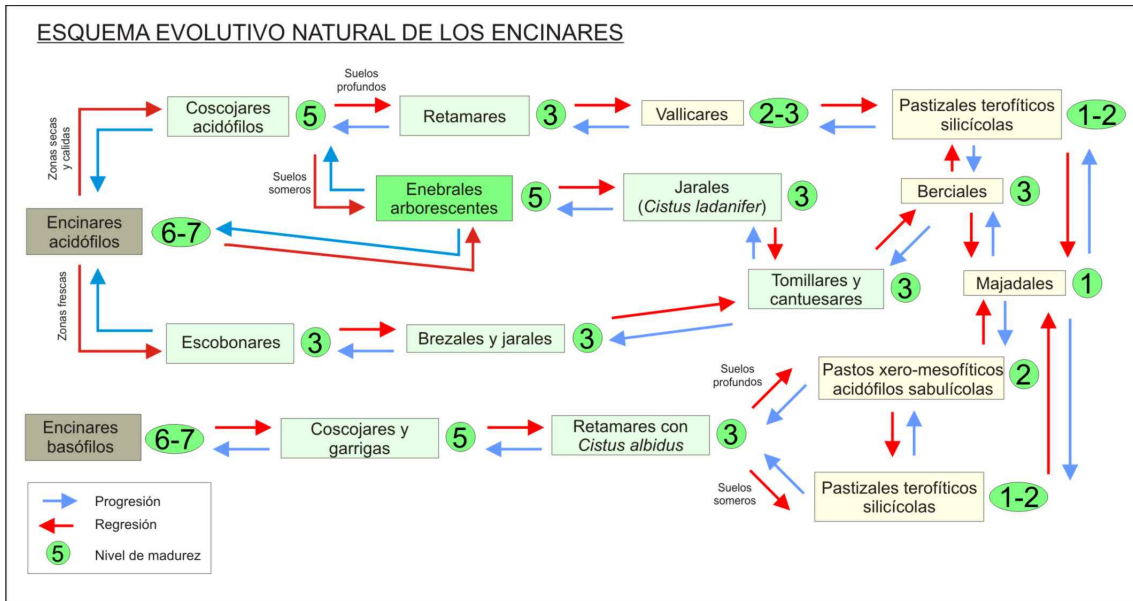 ESQUEMA EVOLUTIVO NATURAL DE LOS ENCINARES
Zonas secas
y calidas
Coscojares
acidófilos
5
Suelos
profundos
Retamares
3
Vallicares
2-3
Pastizales terofíticos
silicícolas
1-2
Suelos
someros
Enebrales
arborescentes
5
Jarales
(Cistus ladanifer)
3
Berciales
3
Encinares
acidófilos
6-7
Tomillares y
cantuesares
3
Majadales
1
Zonas frescas
Escobonares
3
Brezales y jarales
3
Suelos
profundos
Pastos xero-mesofíticos
acidófilos sabulícolas
2
Encinares
basófilos
6-7
Coscojares y
garrigas
5
Retamares con
Cistus albidus
3
Suelos
someros
Pastizales terofíticos
silicícolas
1-2
Progresión
Regresión
5
Nivel de madurez